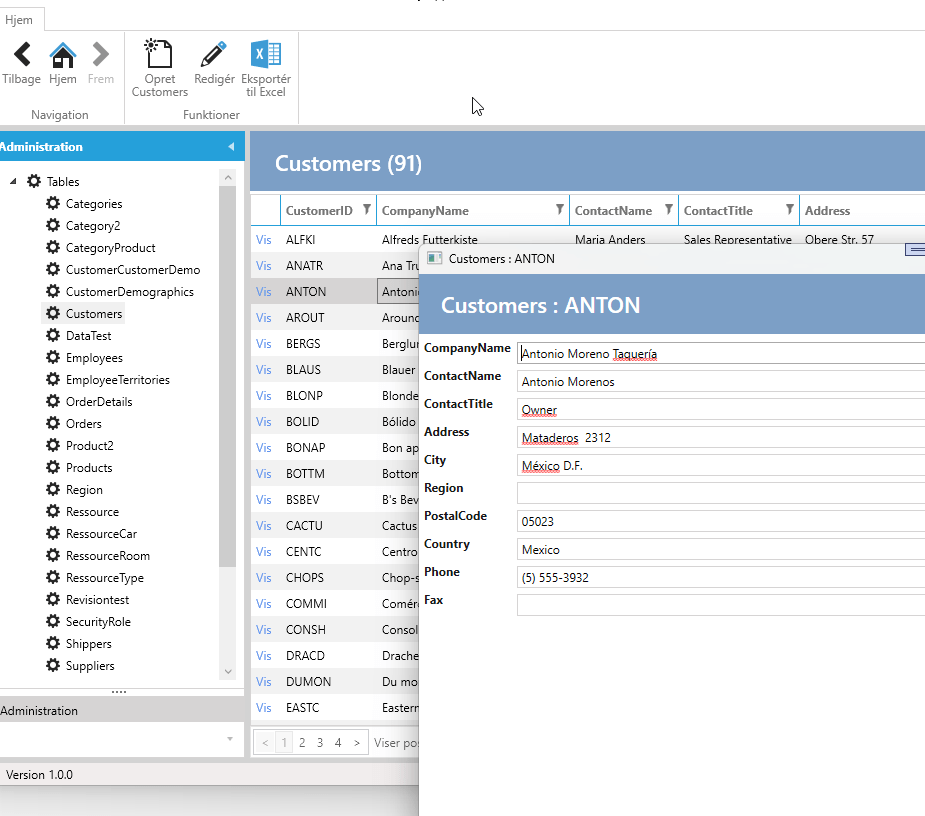 Hjem
Tilbage
Hjem
Frem
Opret
Customers
Redigér
Eksportér
til Excel
Navigation
Funktioner
Administration
Tables
Categories
Category2
CategoryProduct
CustomerCustomerDemo
CustomerDemographics
Customers
DataTest
Employees
EmployeeTerritories
OrderDetails
Orders
Product2
Products
Region
Ressource
RessourceCar
RessourceRoom
RessourceType
Revisiontest
SecurityRole
Shippers
Suppliers
Administration
Version 1.0.0
Customers (91)
CustomerID CompanyName ContactName ContactTitle Address
Vis ALFKI Alfreds Futterkiste Maria Anders Sales Representative Obere Str. 57
Vis ANATR Ana Tru
Vis ANTON Antoni
Vis AROUT Around
Vis BERGS Berglun
Vis BLAUS Blauer
Vis BLONP Blonde
Vis BOLID Bólido
Vis BONAP Bon ap
Vis BOTTM Bottom
Vis BSBEV B's Bev
Vis CACTU Cactus
Vis CENTC Centro
Vis CHOPS Chop-s
Vis COMMI Comérc
Vis CONSH Consol
Vis DRACD Drache
Vis DUMON Du mo
Vis EASTC Eastern
< 1 2 3 4 > Viser pos
Customers : ANTON
Customers : ANTON
CompanyName Antonio Moreno Taquería
ContactName Antonio Morenos
ContactTitle Owner
Address Mataderos  2312
City México D.F.
Region
PostalCode 05023
Country Mexico
Phone (5) 555-3932
Fax